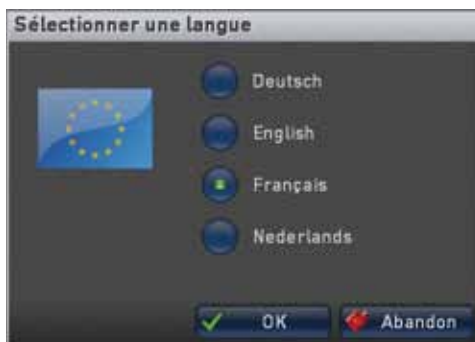 Sélectionner une langue
Deutsch
English
Français
Nederlands
OK
Abandon